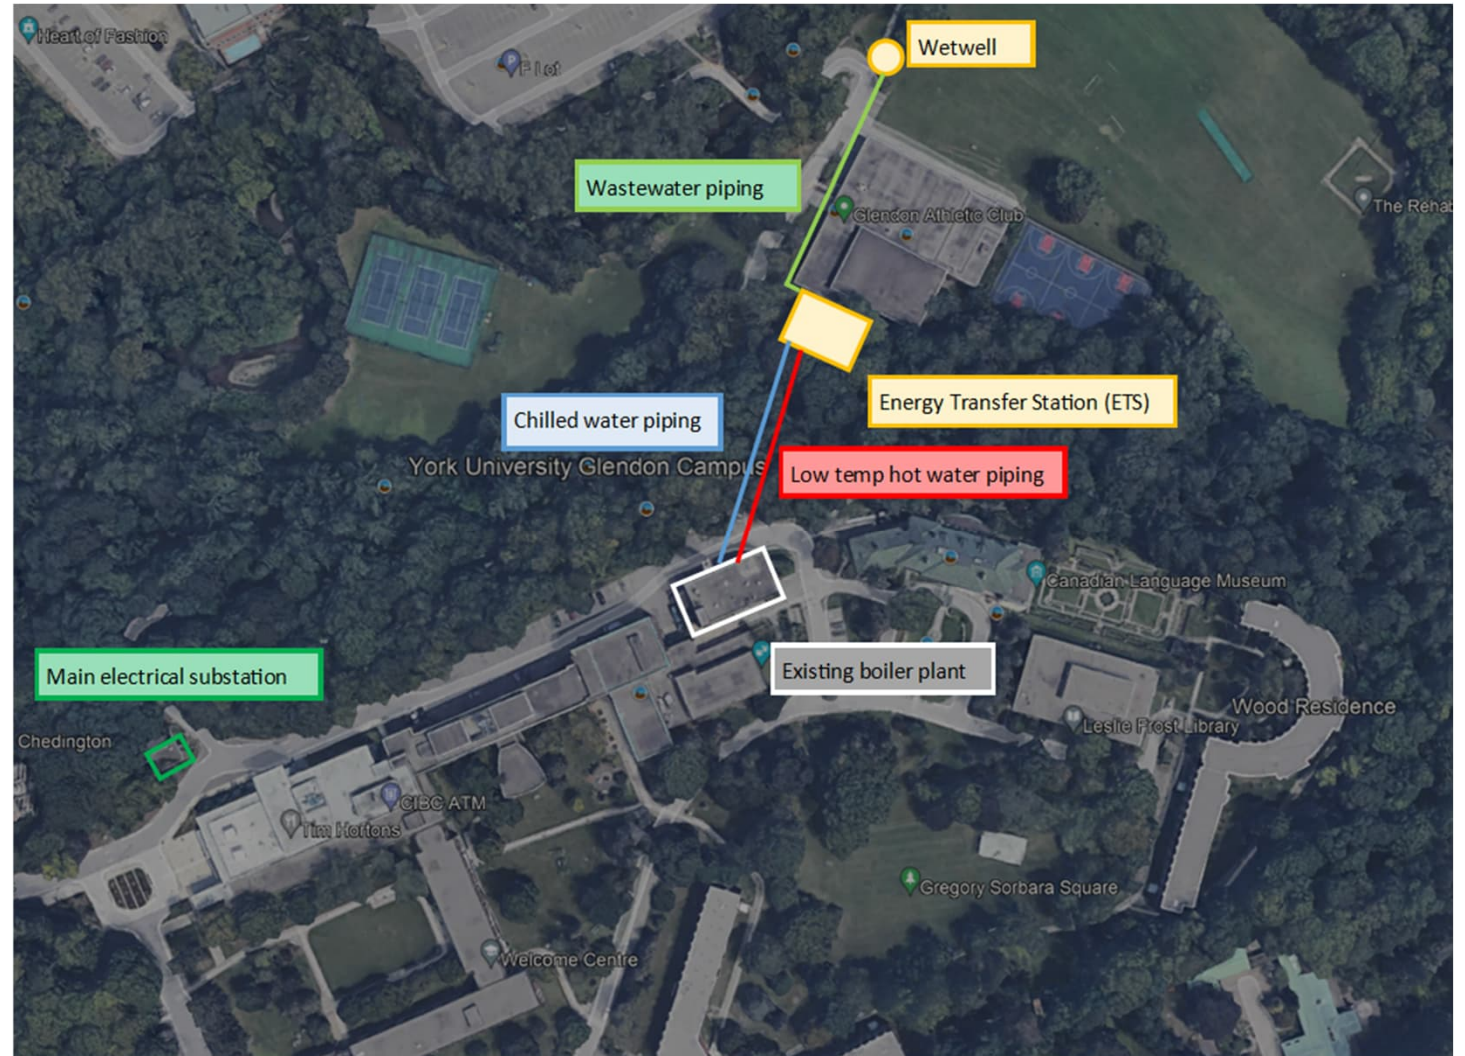 Heart of Fashion
F Lot
Wetwell
Wastewater piping
The Rehab
Glendon Athletic Club
Energy Transfer Station (ETS)
Chilled water piping
York University Glendon Campus
Low temp hot water piping
Canadian Language Museum
Main electrical substation
Existing boiler plant
Wood Residence
Leslie Frost Library
Chedington
CIBC ATM
Tim Hortons
Gregory Sorbara Square
Welcome Centre